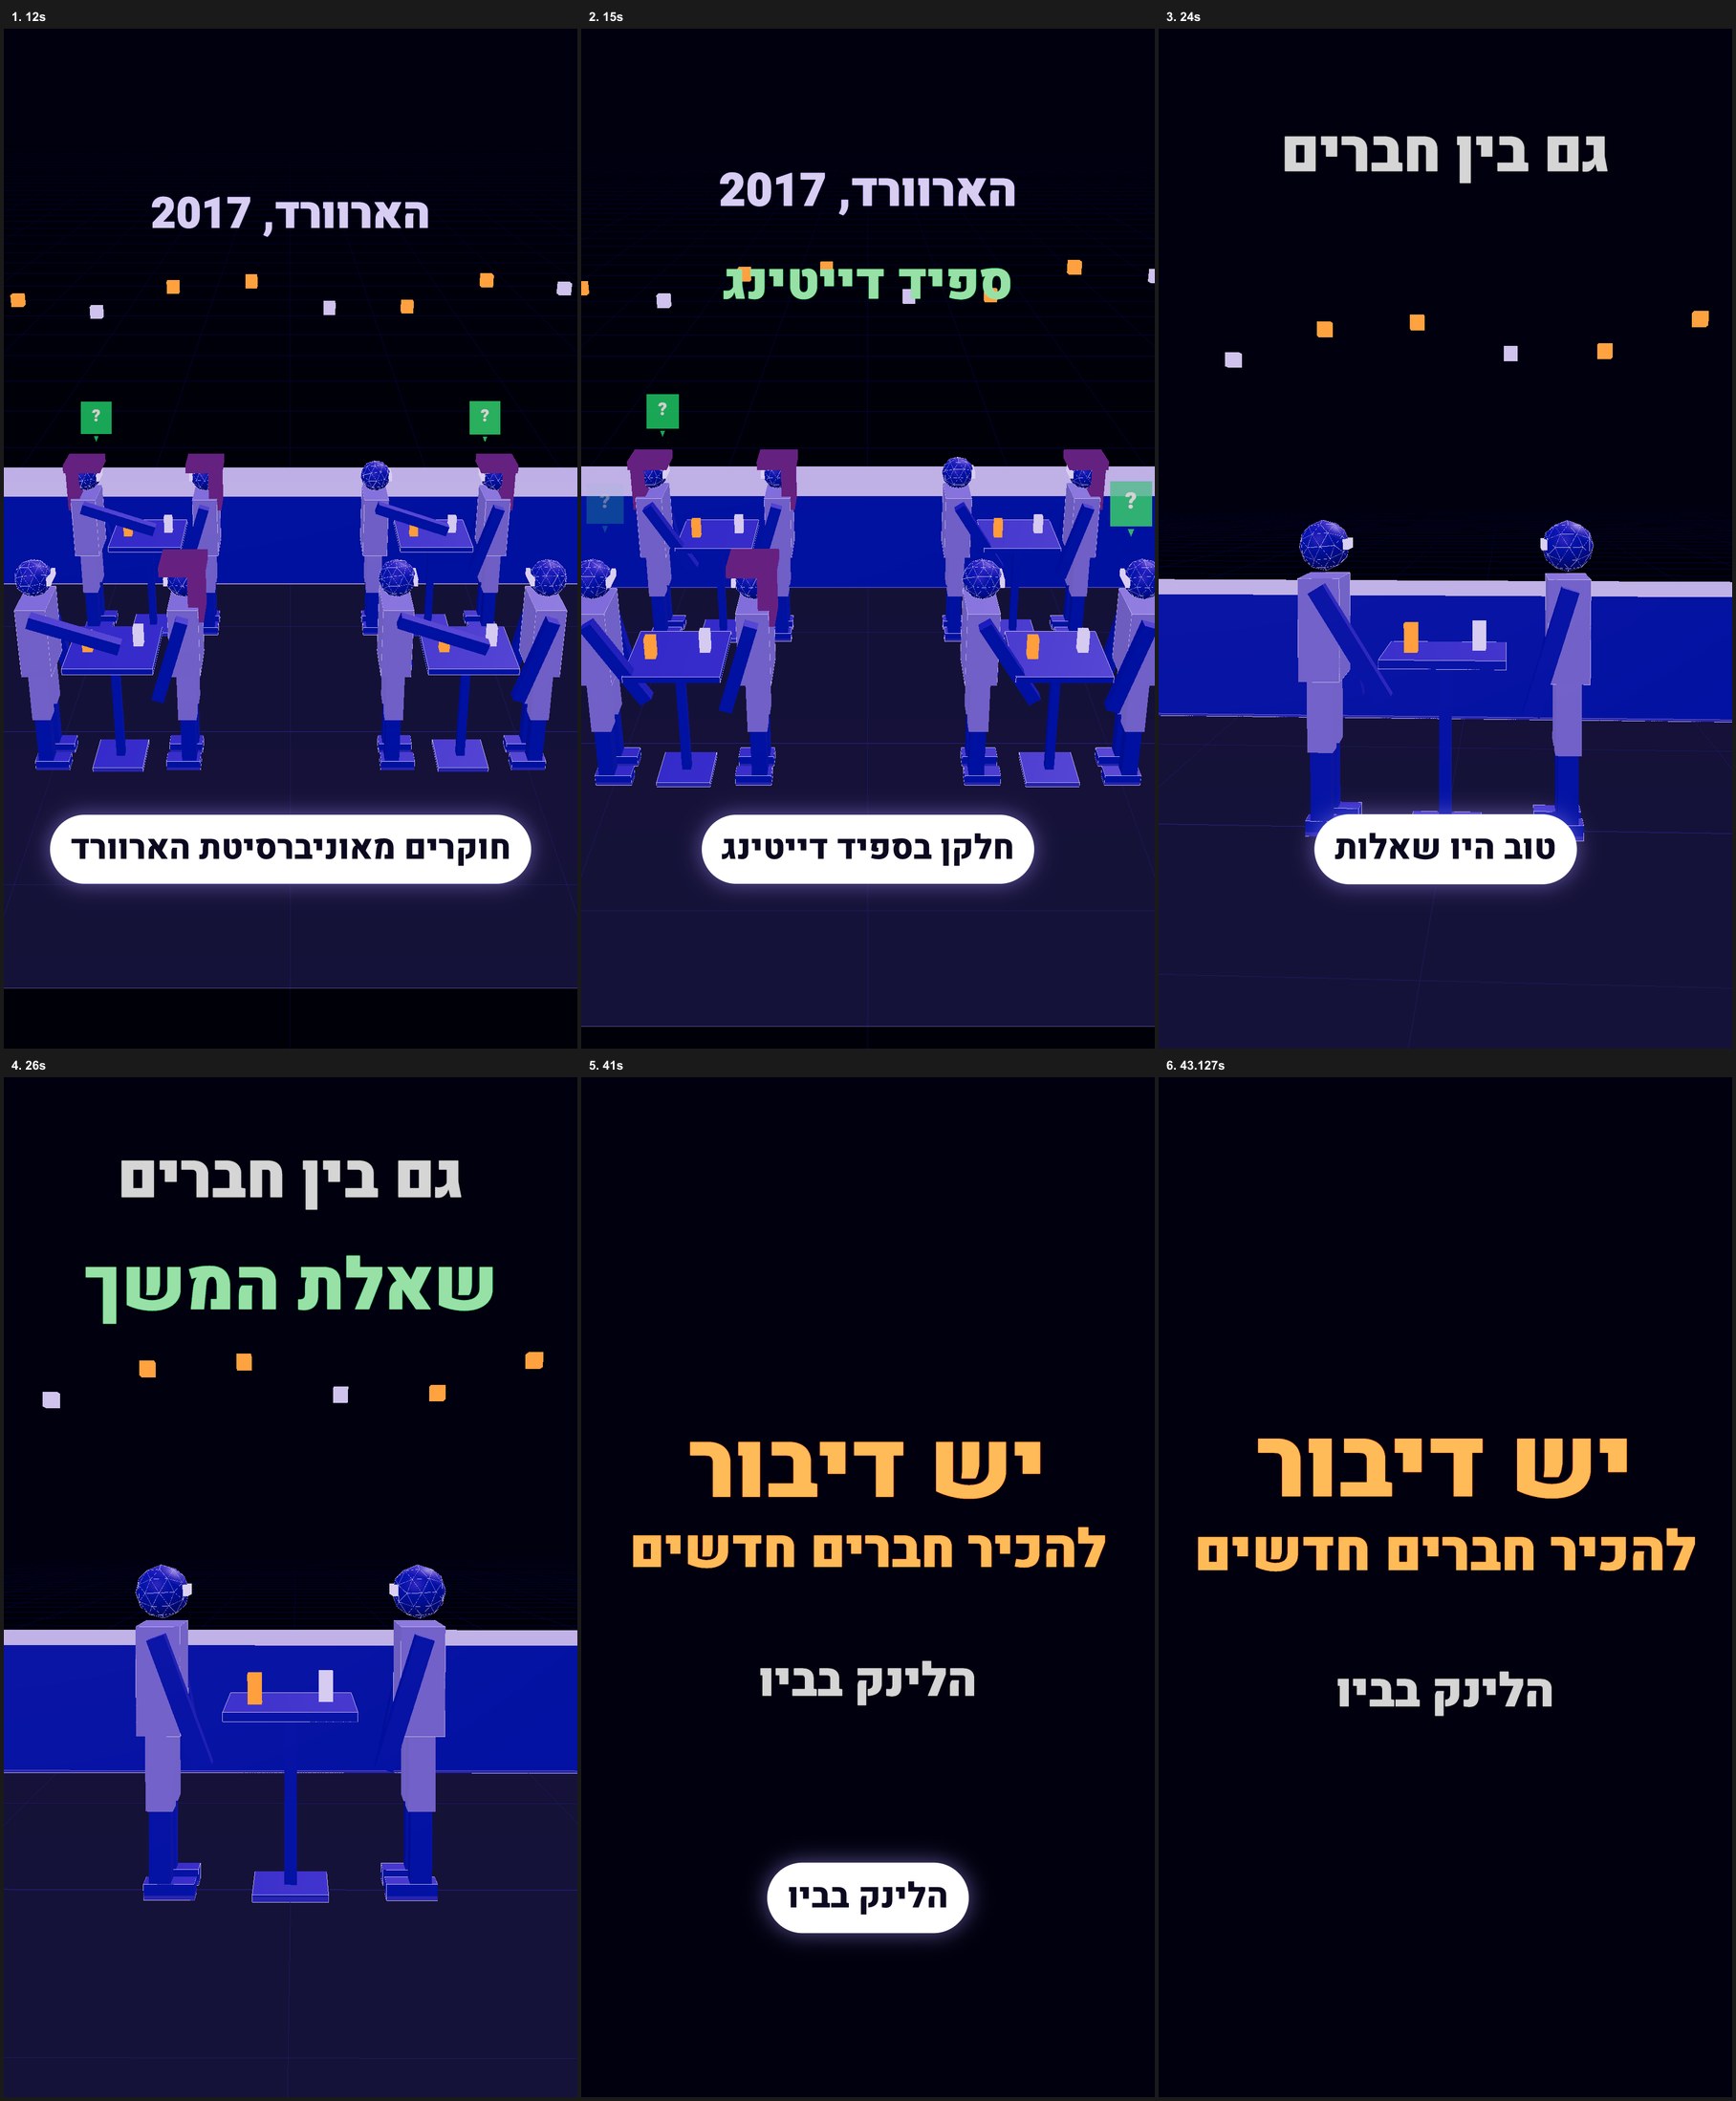 1. 12s
הארוורד, 2017
?
?
חוקרים מאוניברסיטת הארוורד
2. 15s
הארוורד, 2017
ספיד דייטינג
?
?
?
חלקן בספיד דייטינג
3. 24s
גם בין חברים
טוב היו שאלות
4. 26s
גם בין חברים
שאלת המשך
5. 41s
יש דיבור
להכיר חברים חדשים
הלינק בביו
הלינק בביו
6. 43.127s
יש דיבור
להכיר חברים חדשים
הלינק בביו